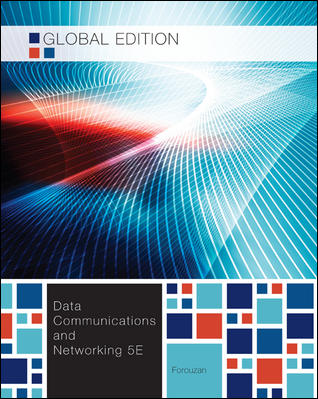 GLOBAL EDITION
Data
Communications
and
Networking 5E
Forouzan